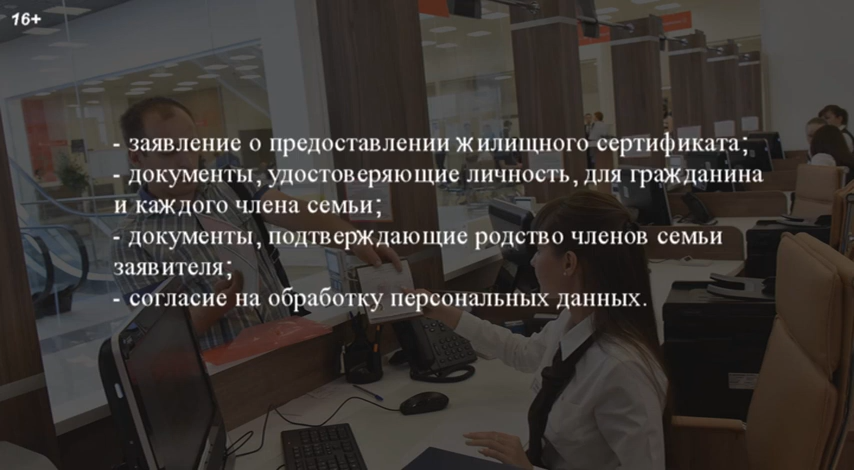 16+
- заявление о предоставлении жилищного сертификата;
- документы, удостоверяющие личность, для гражданина
и каждого члена семьи;
- документы, подтверждающие родство членов семьи
заявителя;
- согласие на обработку персональных данных.